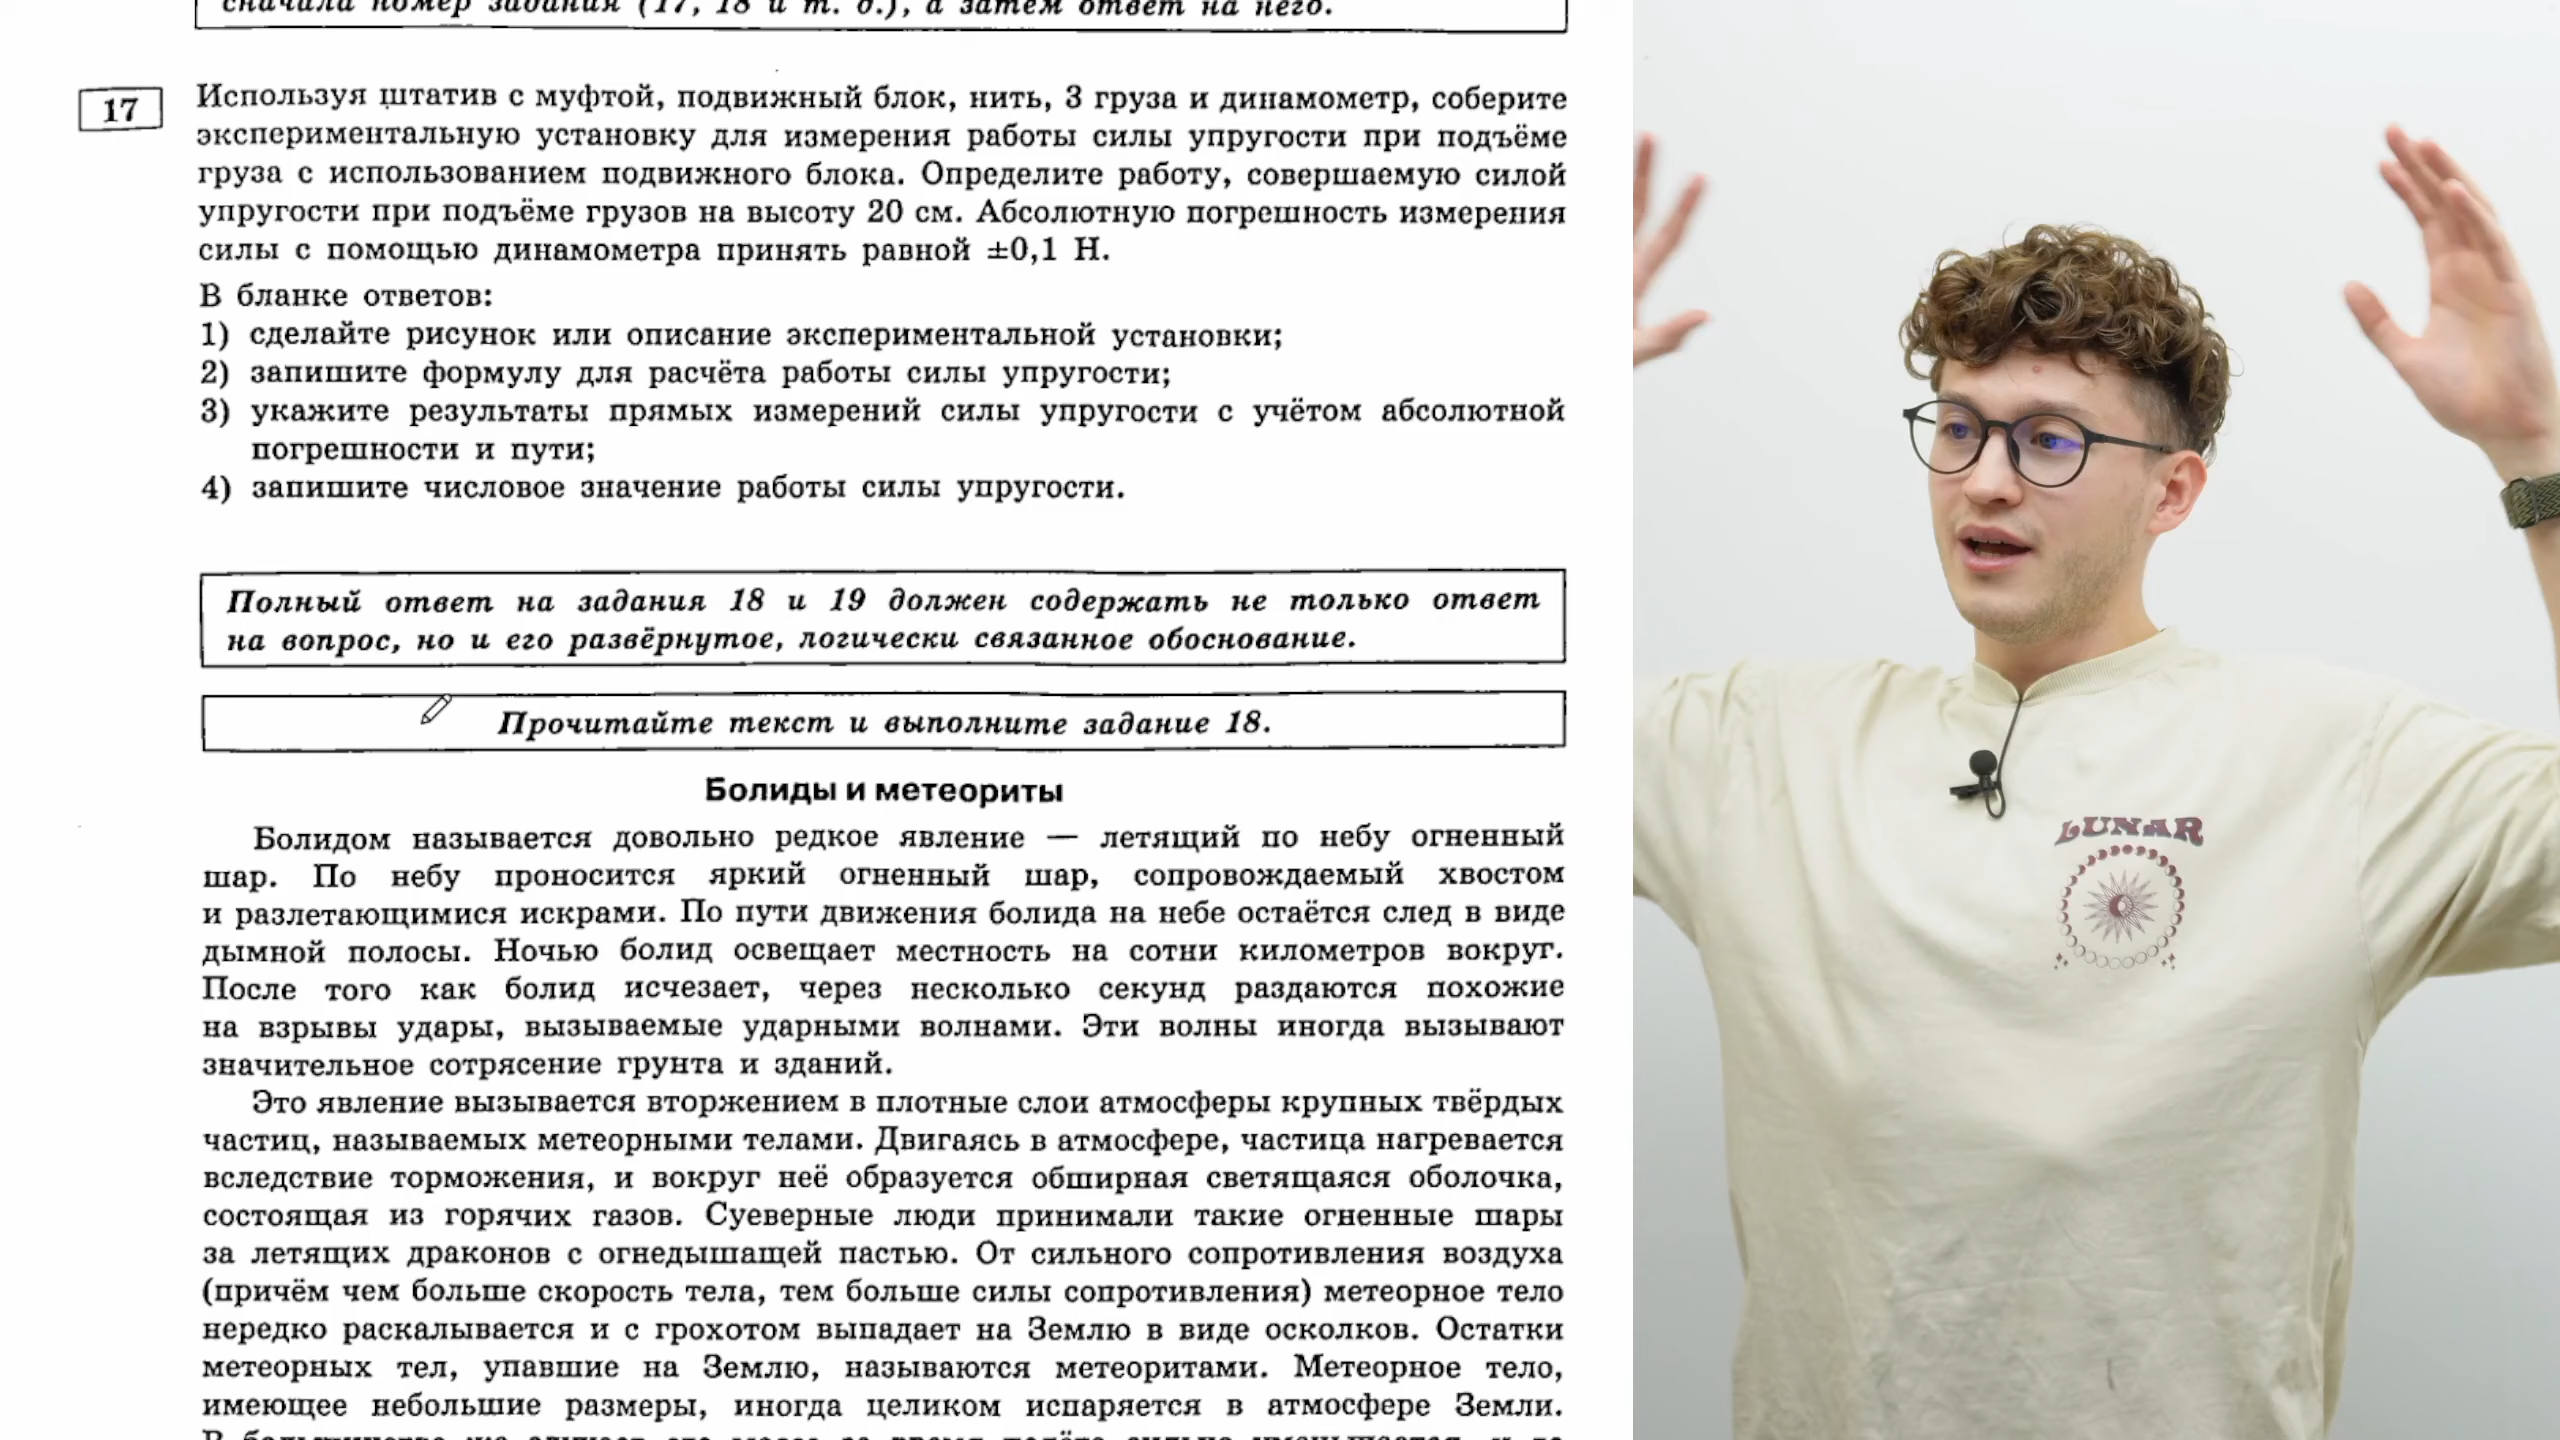 сначала номер задания (17, 18 и т. д.), а затем ответ на него.
17
Используя штатив с муфтой, подвижный блок, нить, 3 груза и динамометр, соберите
экспериментальную установку для измерения работы силы упругости при подъёме
груза с использованием подвижного блока. Определите работу, совершаемую силой
упругости при подъёме грузов на высоту 20 см. Абсолютную погрешность измерения
силы с помощью динамометра принять равной ±0,1 Н.
В бланке ответов:
1) сделайте рисунок или описание экспериментальной установки;
2) запишите формулу для расчёта работы силы упругости;
3) укажите результаты прямых измерений силы упругости с учётом абсолютной
погрешности и пути;
4) запишите числовое значение работы силы упругости.
Полный ответ на задания 18 и 19 должен содержать не только ответ
на вопрос, но и его развёрнутое, логически связанное обоснование.
Прочитайте текст и выполните задание 18.
Болиды и метеориты
Болидом называется довольно редкое явление — летящий по небу огненный
шар. По небу проносится яркий огненный шар, сопровождаемый хвостом
и разлетающимися искрами. По пути движения болида на небе остаётся след в виде
дымной полосы. Ночью болид освещает местность на сотни километров вокруг.
После того как болид исчезает, через несколько секунд раздаются похожие
на взрывы удары, вызываемые ударными волнами. Эти волны иногда вызывают
значительное сотрясение грунта и зданий.
Это явление вызывается вторжением в плотные слои атмосферы крупных твёрдых
частиц, называемых метеорными телами. Двигаясь в атмосфере, частица нагревается
вследствие торможения, и вокруг неё образуется обширная светящаяся оболочка,
состоящая из горячих газов. Суеверные люди принимали такие огненные шары
за летящих драконов с огнедышащей пастью. От сильного сопротивления воздуха
(причём чем больше скорость тела, тем больше силы сопротивления) метеорное тело
нередко раскалывается и с грохотом выпадает на Землю в виде осколков. Остатки
метеорных тел, упавшие на Землю, называются метеоритами. Метеорное тело,
имеющее небольшие размеры, иногда целиком испаряется в атмосфере Земли.
LUNAR